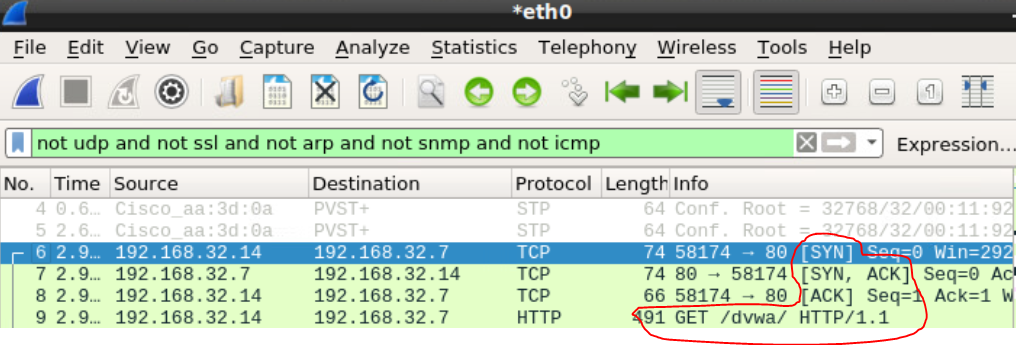 *eth0
File Edit View Go Capture Analyze Statistics Telephony Wireless Tools Help
not udp and not ssl and not arp and not snmp and not icmp Expression...
No. Time Source Destination Protocol Length Info
4 0.6… Cisco_aa:3d:0a PVST+ STP 64 Conf. Root = 32768/32/00:11:92
5 2.6… Cisco_aa:3d:0a PVST+ STP 64 Conf. Root = 32768/32/00:11:92
6 2.9… 192.168.32.14 192.168.32.7 TCP 74 58174 → 80 [SYN] Seq=0 Win=292
7 2.9… 192.168.32.7 192.168.32.14 TCP 74 80 → 58174 [SYN, ACK] Seq=0 Ac
8 2.9… 192.168.32.14 192.168.32.7 TCP 66 58174 → 80 [ACK] Seq=1 Ack=1 W
9 2.9… 192.168.32.14 192.168.32.7 HTTP 491 GET /dvwa/ HTTP/1.1